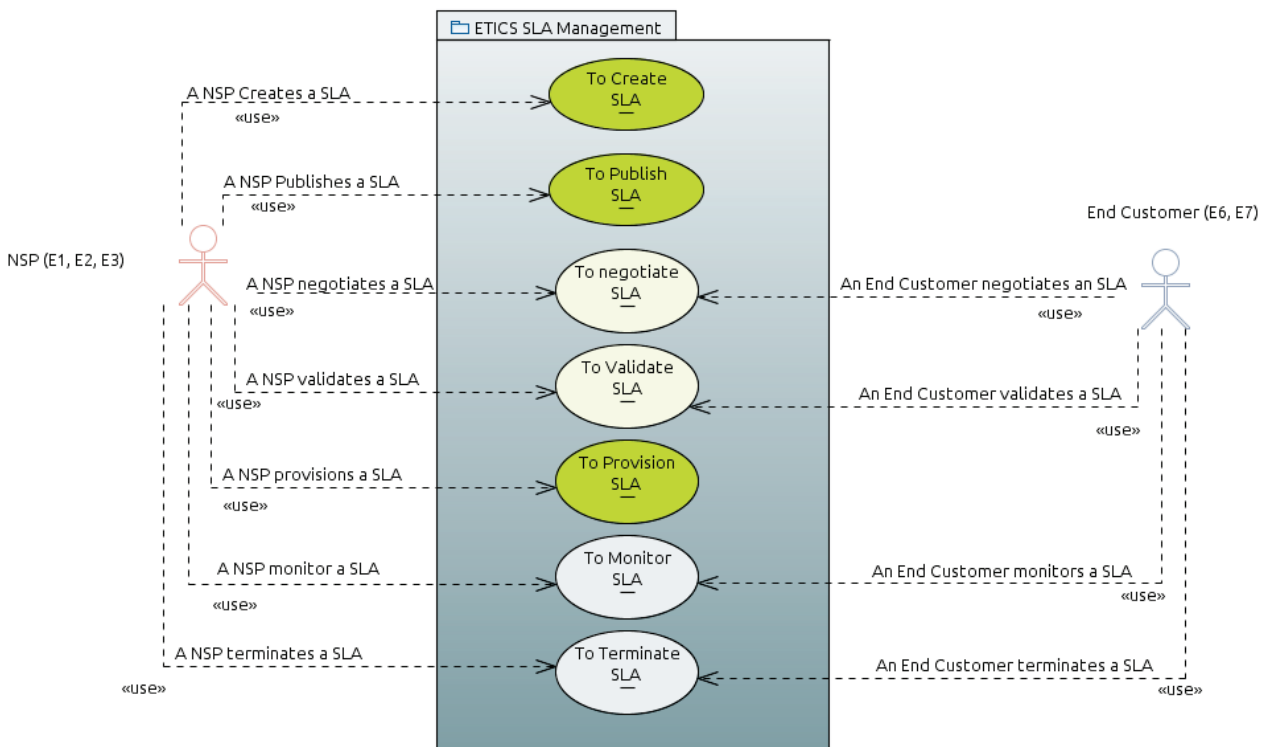 ETICS SLA Management
To Create
SLA
A NSP Creates a SLA
«use»
To Publish
SLA
A NSP Publishes a SLA
«use»
End Customer (E6, E7)
NSP (E1, E2, E3)
To negotiate
SLA
A NSP negotiates a SLA
An End Customer negotiates an SLA
«use»
To Validate
SLA
A NSP validates a SLA
«use»
An End Customer validates a SLA
«use»
To Provision
SLA
A NSP provisions a SLA
«use»
To Monitor
SLA
A NSP monitor a SLA
«use»
An End Customer monitors a SLA
«use»
To Terminate
SLA
A NSP terminates a SLA
«use»
An End Customer terminates a SLA
«use»